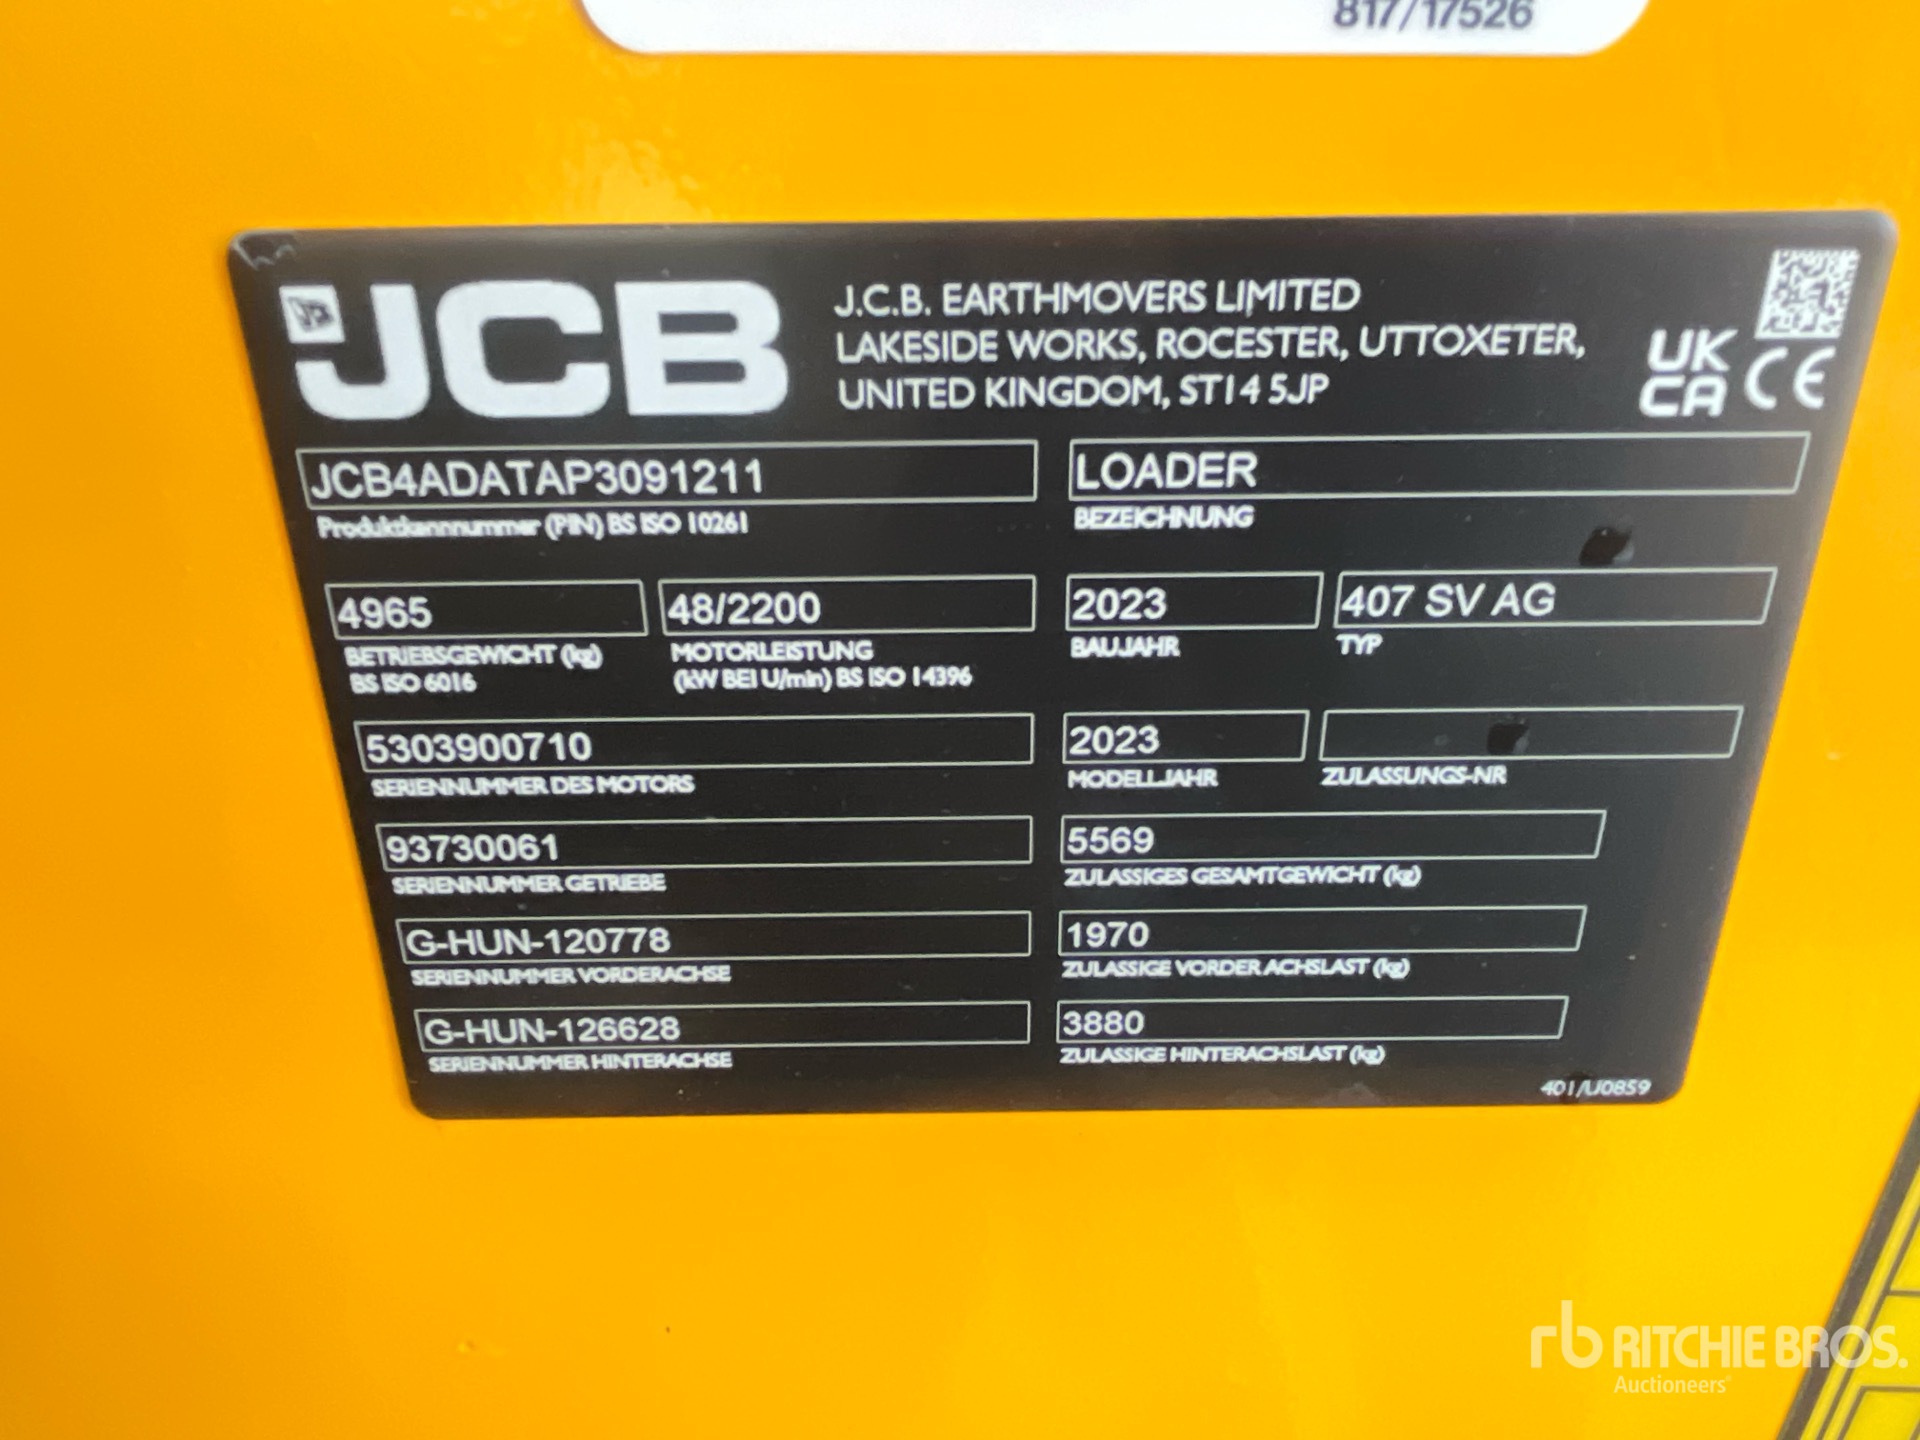 817/17526
JCB
J.C.B. EARTHMOVERS LIMITED
LAKESIDE WORKS, ROCESTER, UTTOXETER,
UNITED KINGDOM, ST14 5JP
UK
CA CE
JCB4ADATAP3091211
Produktkennnummer (PIN) BS ISO 10261
LOADER
BEZEICHNUNG
4965
BETRIEBSGEWICHT (kg)
BS ISO 6016
48/2200
MOTORLEISTUNG
(kW BEI U/min) BS ISO 14396
2023
BAUJAHR
407 SV AG
TYP
5303900710
SERIENNUMMER DES MOTORS
2023
MODELLJAHR
ZULASSUNGS-NR
93730061
SERIENNUMMER GETRIEBE
5569
ZULASSIGES GESAMTGEWICHT (kg)
G-HUN-120778
SERIENNUMMER VORDERACHSE
1970
ZULASSIGE VORDER ACHSLAST (kg)
G-HUN-126628
SERIENNUMMER HINTERACHSE
3880
ZULASSIGE HINTERACHSLAST (kg)
401/U0859
rb RITCHIE BROS.
Auctioneers